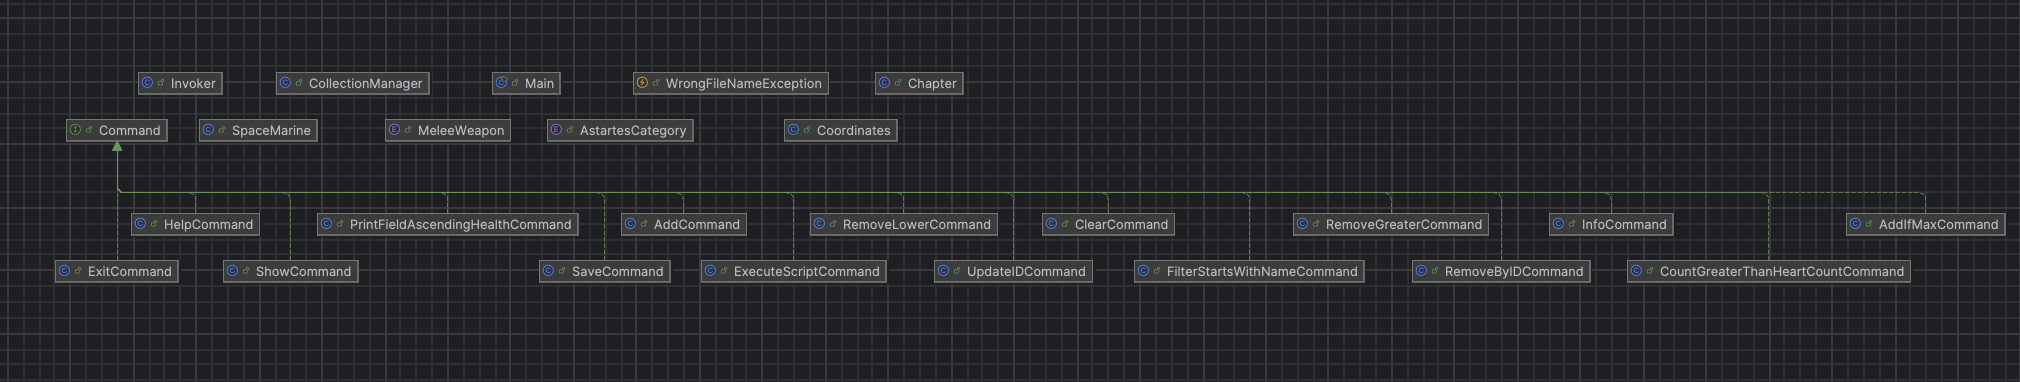 Invoker CollectionManager Main WrongFileNameException Chapter
Command SpaceMarine MeleeWeapon AstartesCategory Coordinates
HelpCommand PrintFieldAscendingHealthCommand AddCommand RemoveLowerCommand ClearCommand RemoveGreaterCommand InfoCommand AddIfMaxCommand
ExitCommand ShowCommand SaveCommand ExecuteScriptCommand UpdateIDCommand FilterStartsWithNameCommand RemoveByIDCommand CountGreaterThanHeartCountCommand